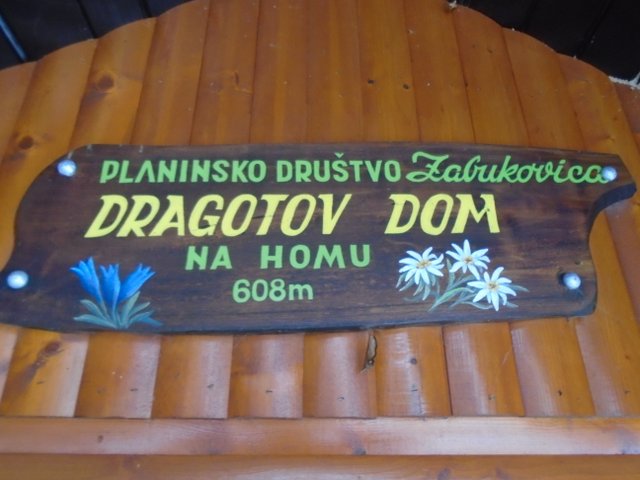 PLANINSKO DRUŠTVO Zabukovica
DRAGOTOV DOM
NA HOMU
608m